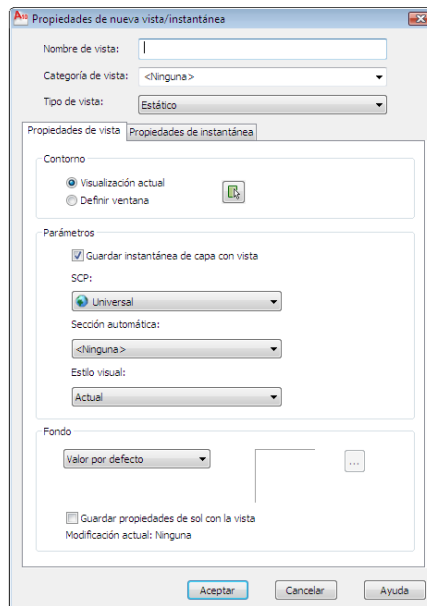 Propiedades de nueva vista/instantánea
Nombre de vista:
Categoría de vista: <Ninguna>
Tipo de vista: Estático
Propiedades de vista Propiedades de instantánea
Contorno
Visualización actual
Definir ventana
Parámetros
Guardar instantánea de capa con vista
SCP:
Universal
Sección automática:
<Ninguna>
Estilo visual:
Actual
Fondo
Valor por defecto ...
Guardar propiedades de sol con la vista
Modificación actual: Ninguna
Aceptar Cancelar Ayuda